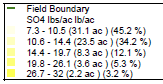 Field Boundary
SO4 lbs/ac lb/ac
7.3 - 10.5 (31.1 ac ) (45.2 %)
10.6 - 14.4 (23.5 ac ) (34.2 %)
14.4 - 19.7 (8.3 ac ) (12.1 %)
19.8 - 26.1 (3.6 ac ) (5.3 %)
26.7 - 32 (2.2 ac ) (3.2 %)